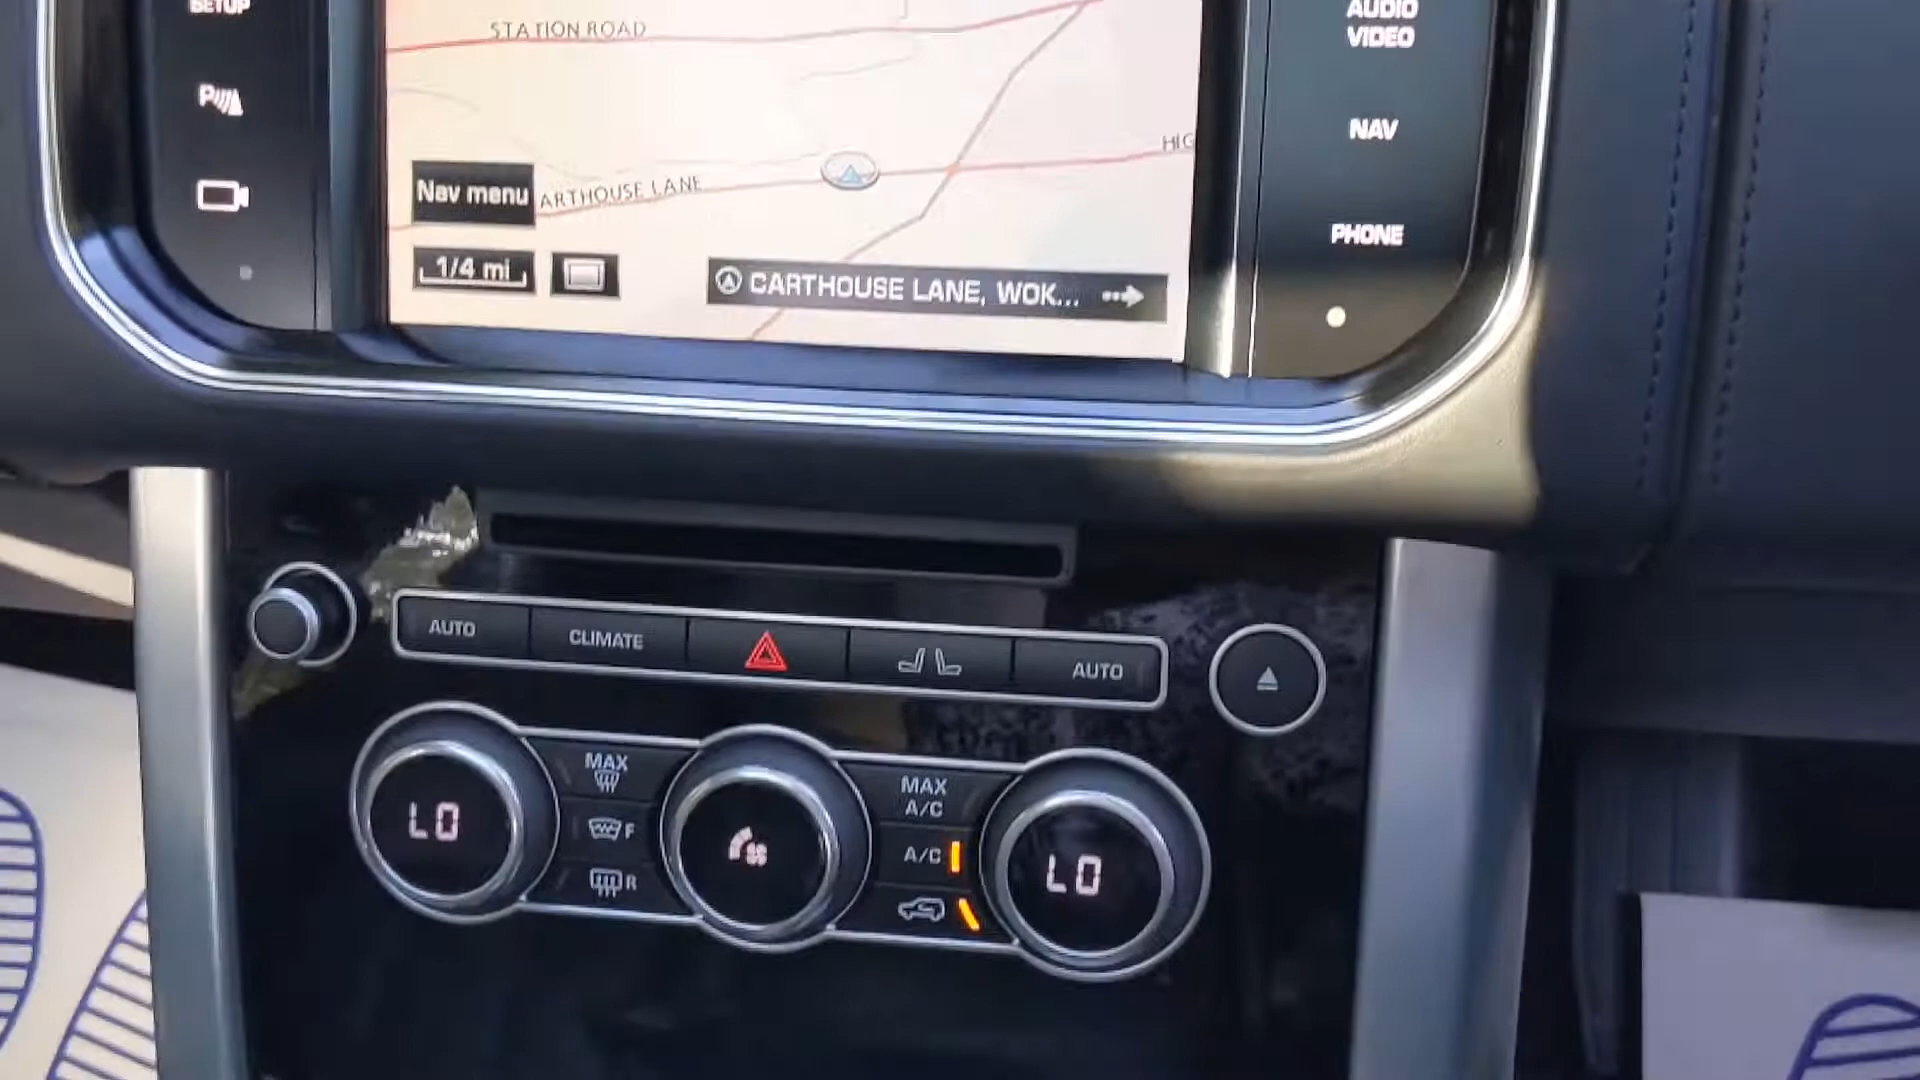 SETUP
P
STATION ROAD
ARTHOUSE LANE
HIG
Nav menu
1/4 mi
CARTHOUSE LANE, WOK...
AUDIO
VIDEO
NAV
PHONE
AUTO
CLIMATE
AUTO
LO
MAX
F
R
MAX
A/C
A/C
LO